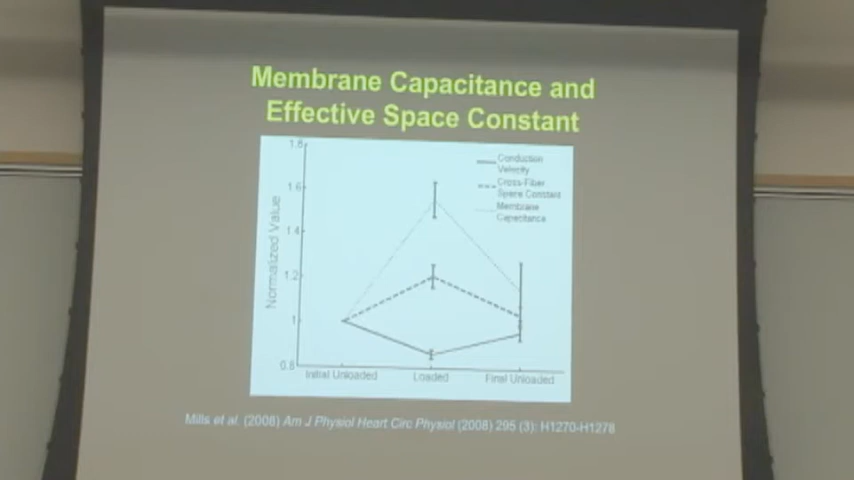 Membrane Capacitance and
Effective Space Constant
1.8
1.6
1.4
1.2
1
0.8
Normalized Value
Conduction
Velocity
Cross-Fiber
Space Constant
Membrane
Capacitance
Initial Unloaded
Loaded
Final Unloaded
Mills et al. (2008) Am J Physiol Heart Circ Physiol (2008) 295 (3): H1270-H1278